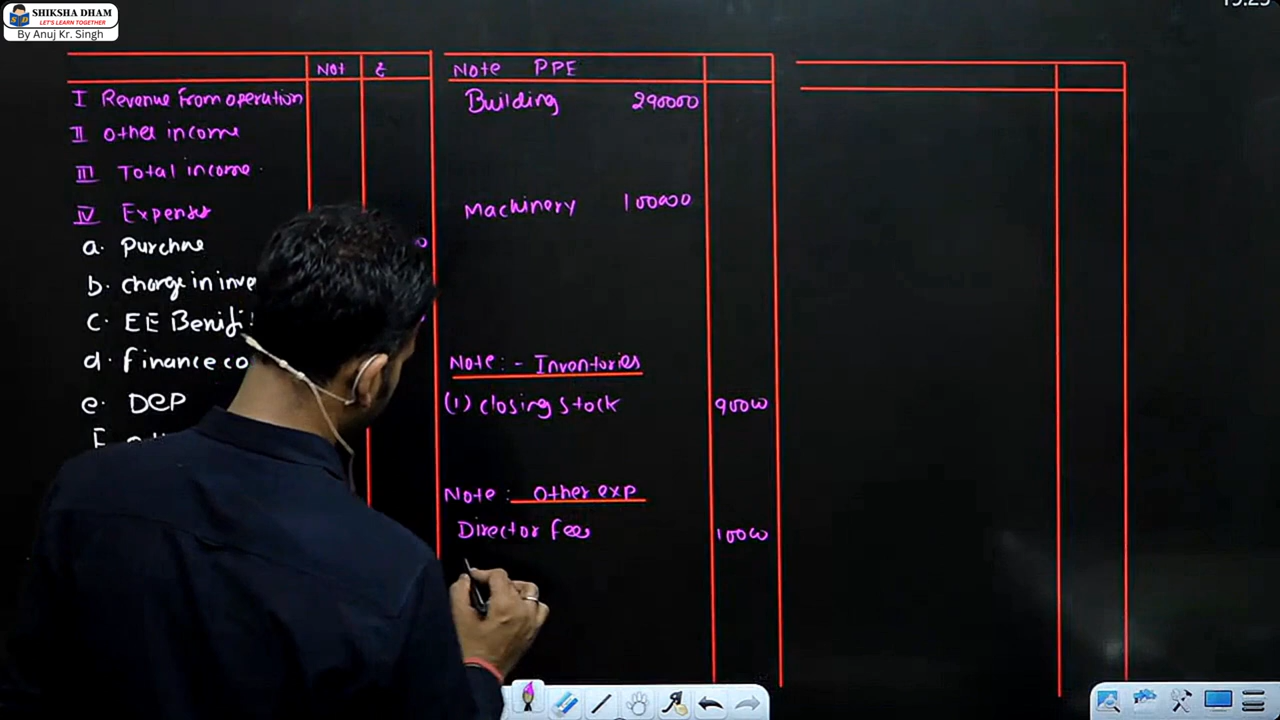 SHIKSHA DHAM
LET'S LEARN TOGETHER
By Anuj Kr. Singh
Not ₹
I Revenue from operation
II Other income
III Total income
IV Expenses
a. Purchase
b. change in inve
c. EE Benifi
d. Finance co
e. Dep
F.
Note PPE
Building 290000
Machinery 100000
Note :- Inventories
(1) Closing Stock 90000
Note : Other exp
Director fees 10000